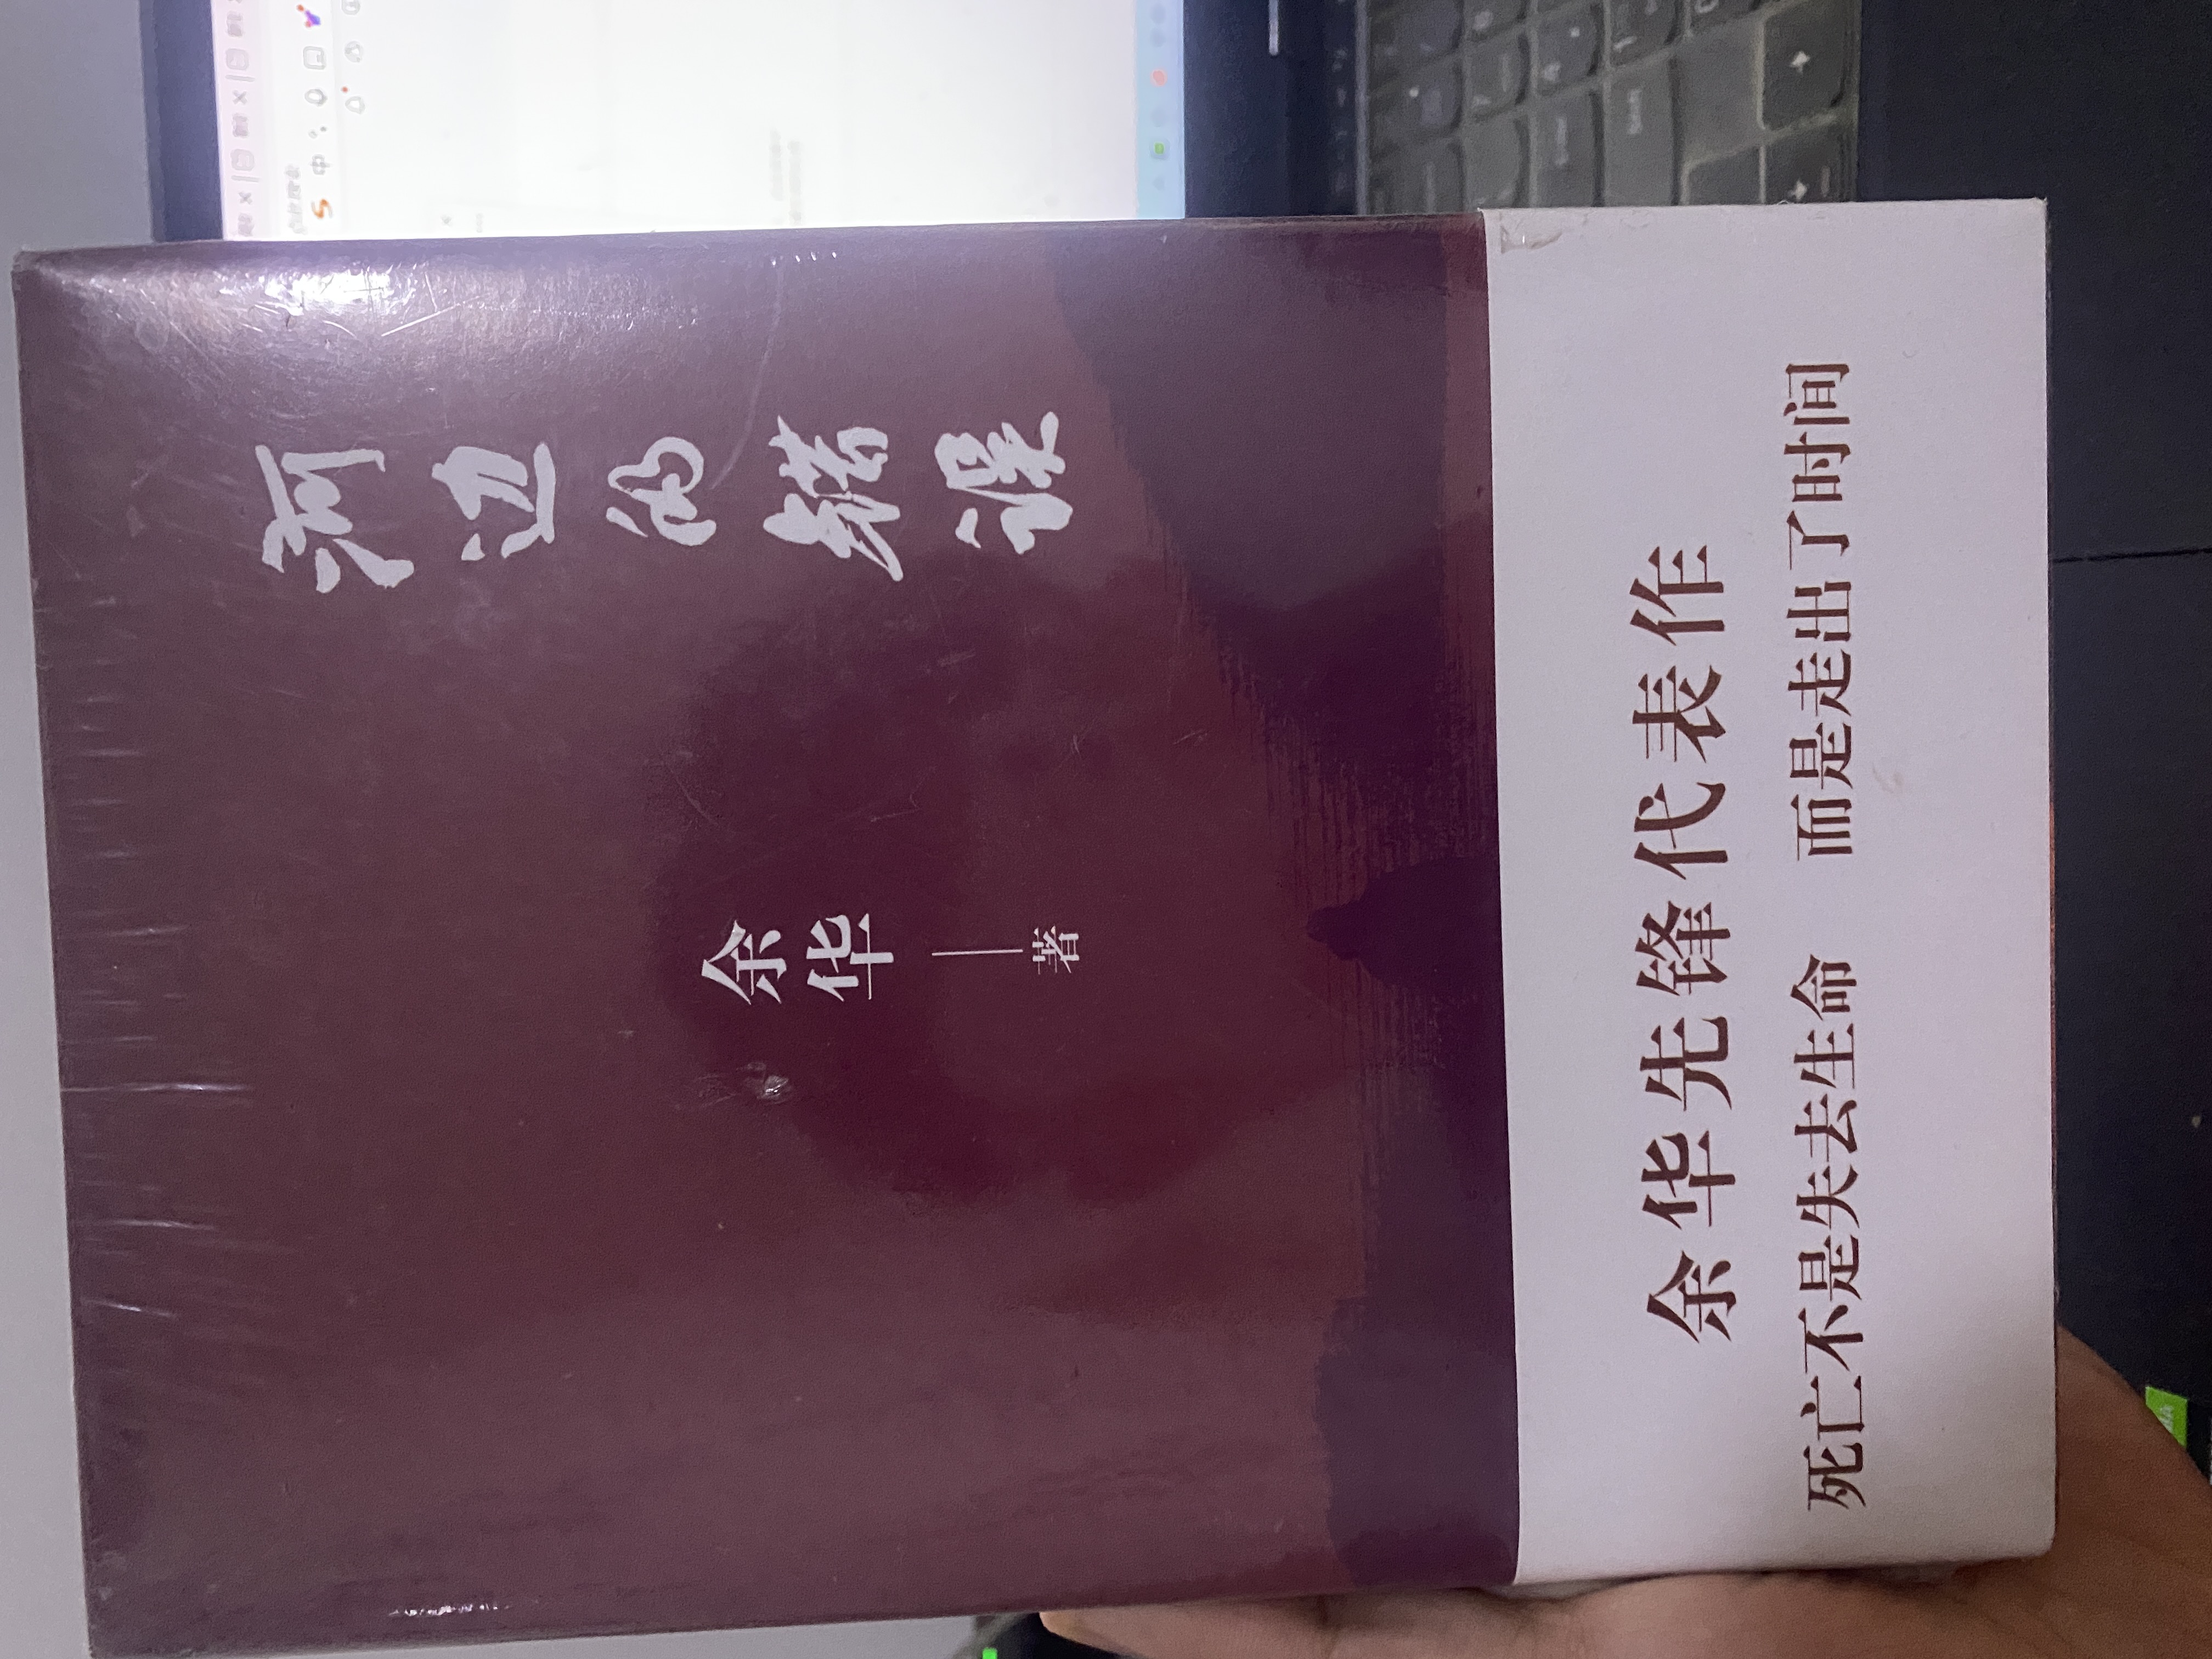 河边的错误
余华
著
余华先锋代表作
死亡不是失去生命 而是走出了时间